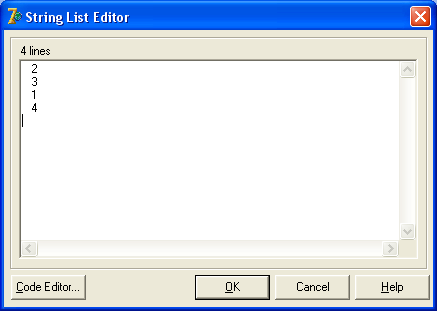 String List Editor
4 lines
2
3
1
4
Code Editor...
OK
Cancel
Help